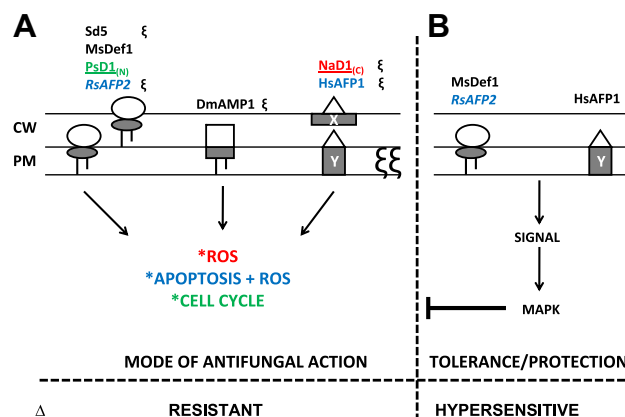 A
B
Sd5 ξ
MsDef1
PsD1(N)
RsAFP2 ξ
NaD1(C) ξ
HsAFP1 ξ
DmAMP1 ξ
MsDef1
RsAFP2
HsAFP1
CW
X
PM
Y
ξξ
Y
SIGNAL
*ROS
*APOPTOSIS + ROS
*CELL CYCLE
MAPK
MODE OF ANTIFUNGAL ACTION
TOLERANCE/PROTECTION
Δ RESISTANT
HYPERSENSITIVE